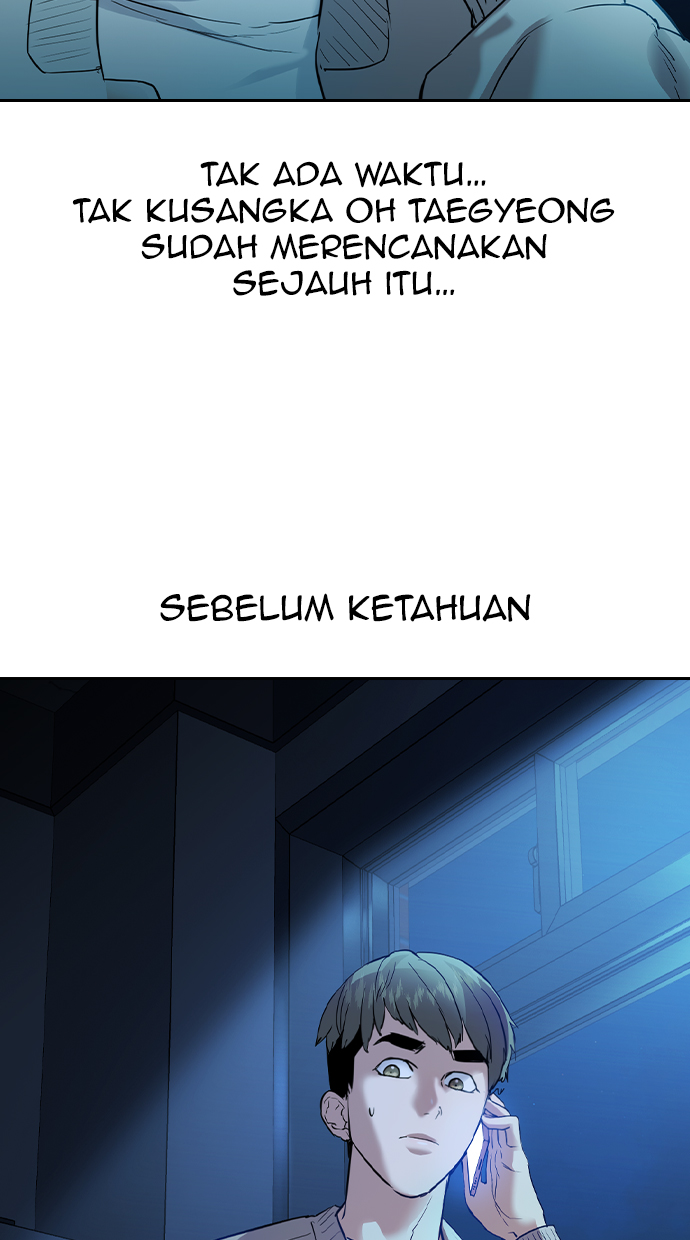 TAK ADA WAKTU...
TAK KUSANGKA OH TAEGYEONG
SUDAH MERENCANAKAN
SEJAUH ITU...
SEBELUM KETAHUAN